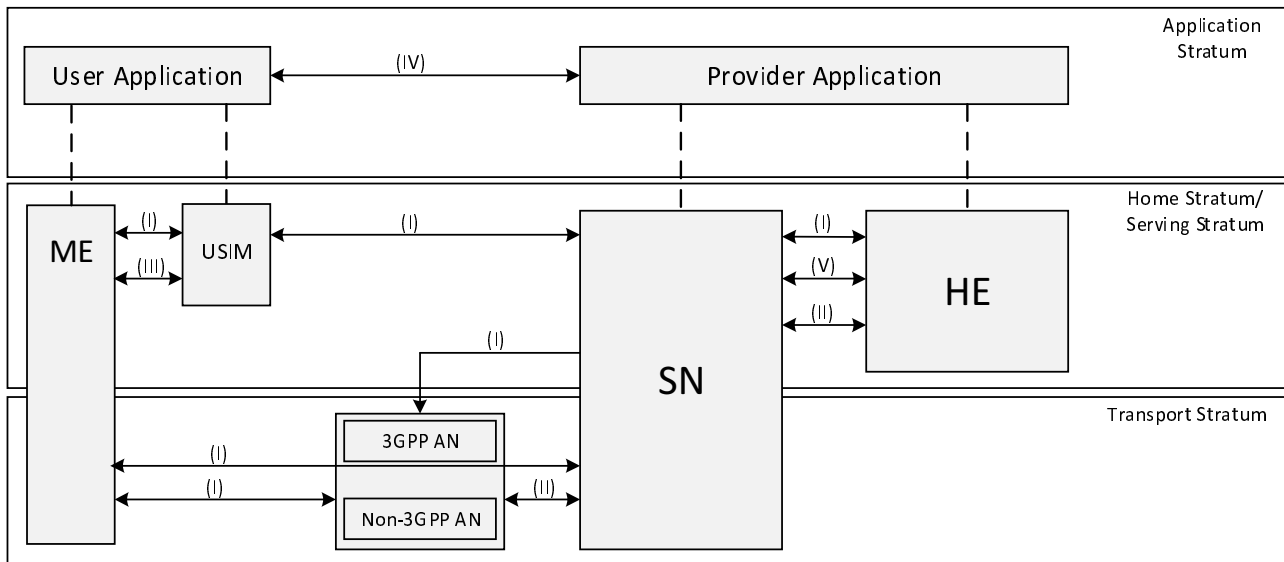 Application
Stratum
User Application
(IV)
Provider Application
Home Stratum/
Serving Stratum
ME
(I)
(III)
USIM
(I)
(I)
(V)
(II)
HE
(I)
SN
Transport Stratum
3GPP AN
(I)
(I)
(II)
Non-3GPP AN